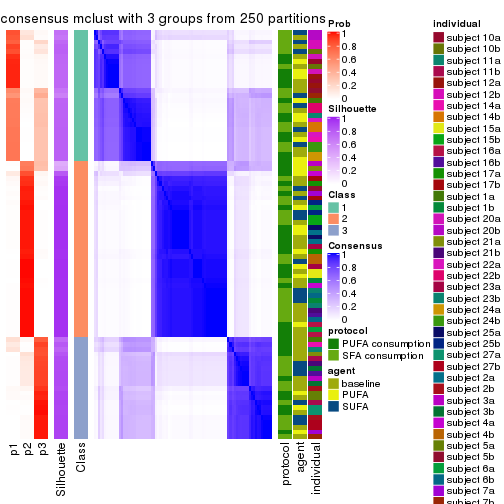 consensus mclust with 3 groups from 250 partitions
Prob
1
0.8
0.6
0.4
0.2
0
Silhouette
1
0.8
0.6
0.4
0.2
0
Class
1
2
3
Consensus
1
0.8
0.6
0.4
0.2
0
protocol
PUFA consumption
SFA consumption
agent
baseline
PUFA
SUFA
individual
subject 10a
subject 10b
subject 11a
subject 11b
subject 12a
subject 12b
subject 14a
subject 14b
subject 15a
subject 15b
subject 16a
subject 16b
subject 17a
subject 17b
subject 1a
subject 1b
subject 20a
subject 20b
subject 21a
subject 21b
subject 22a
subject 22b
subject 23a
subject 23b
subject 24a
subject 24b
subject 25a
subject 25b
subject 27a
subject 27b
subject 2a
subject 2b
subject 3a
subject 3b
subject 4a
subject 4b
subject 5a
subject 5b
subject 6a
subject 6b
subject 7a
subject 7b
p1
p2
p3
Silhouette
Class
protocol
agent
individual